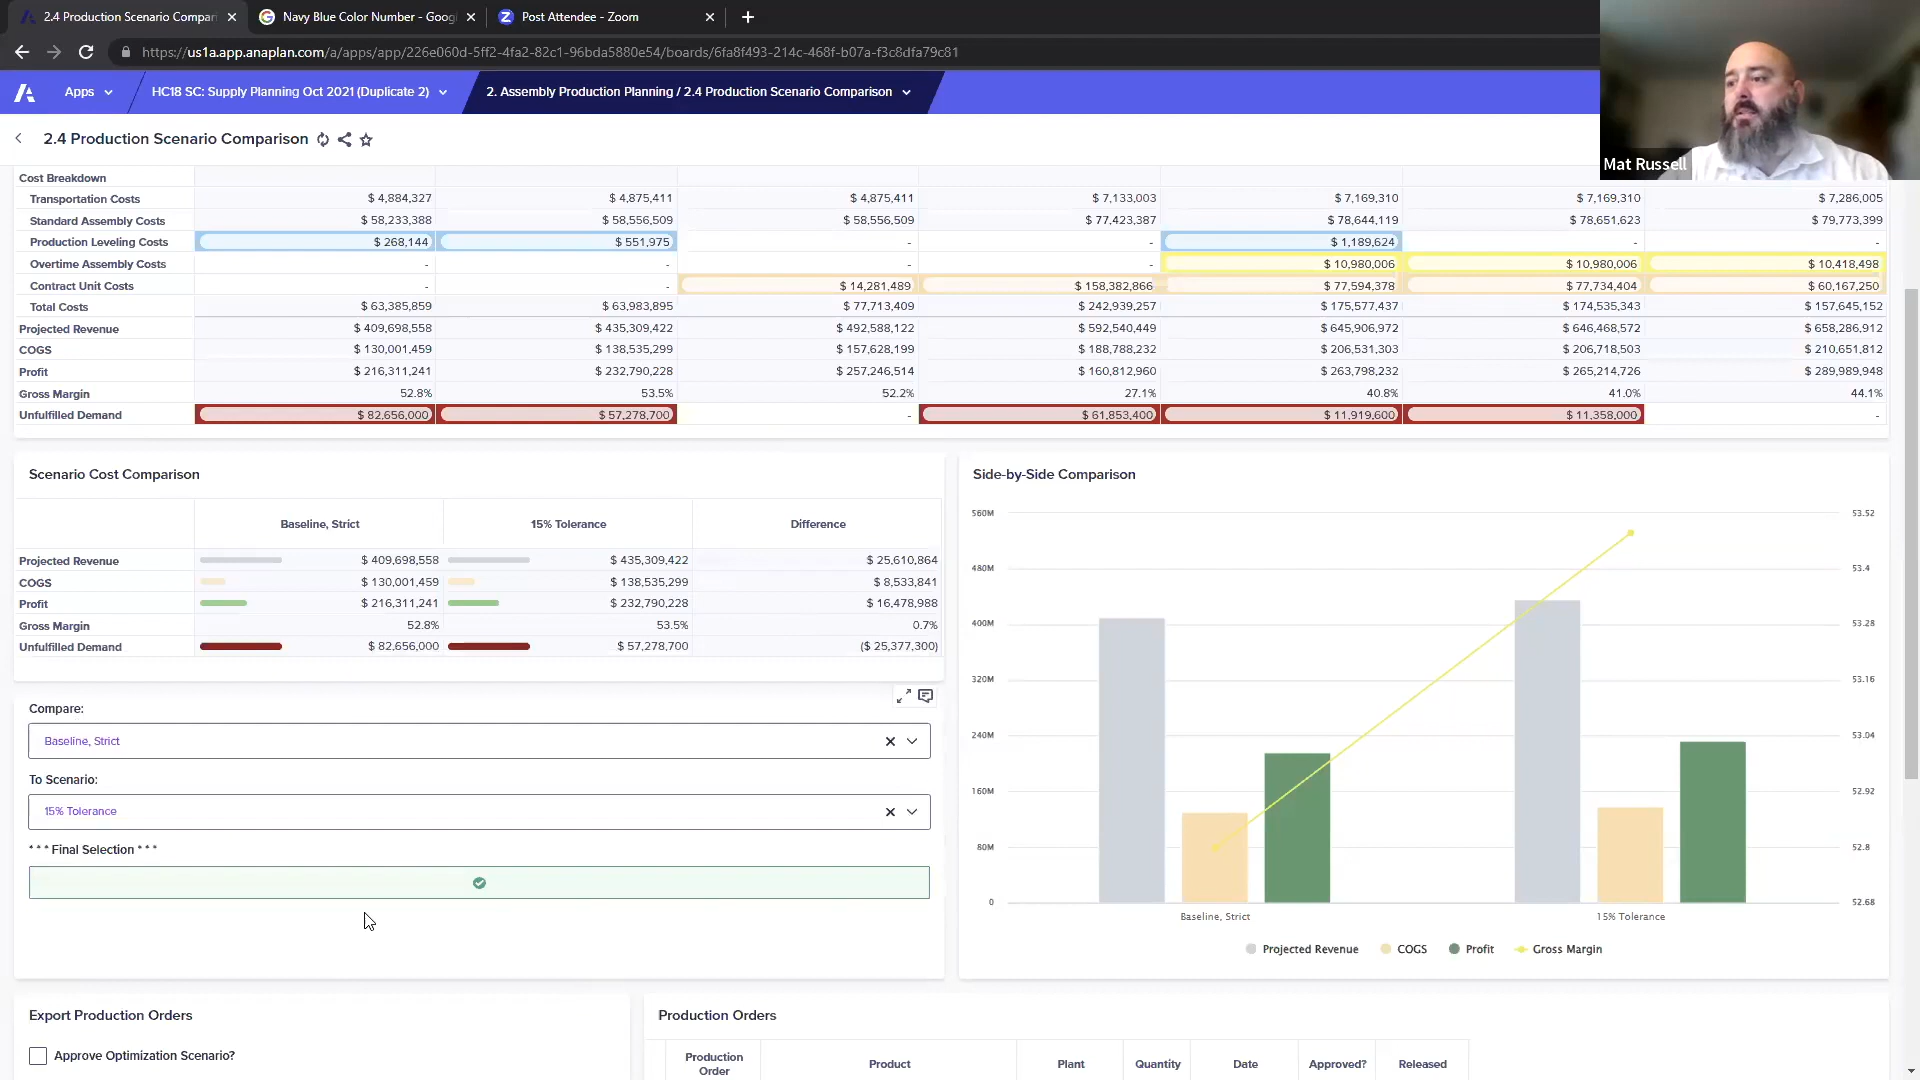 2.4 Production Scenario Compari
Navy Blue Color Number - Goog
Post Attendee - Zoom
https://us1a.app.anaplan.com/a/apps/app/226e060d-5ff2-4fa2-82c1-96bda5880e54/boards/6fa8f493-214c-468f-b07a-f3c8dfa79c81
Apps
HC18 SC: Supply Planning Oct 2021 (Duplicate 2)
2. Assembly Production Planning / 2.4 Production Scenario Comparison
Mat Russell
2.4 Production Scenario Comparison
Cost Breakdown
Transportation Costs $ 4,884,327 $ 4,875,411 $ 4,875,411 $ 7,133,003 $ 7,169,310 $ 7,169,310 $ 7,286,005
Standard Assembly Costs $ 58,233,388 $ 58,556,509 $ 58,556,509 $ 77,423,387 $ 78,644,119 $ 78,651,623 $ 79,773,399
Production Leveling Costs $ 268,144 $ 551,975 - - $ 1,189,624 - -
Overtime Assembly Costs - - - - $ 10,980,006 $ 10,980,006 $ 10,418,498
Contract Unit Costs - - $ 14,281,489 $ 158,382,866 $ 77,594,378 $ 77,734,404 $ 60,167,250
Total Costs $ 63,385,859 $ 63,983,895 $ 77,713,409 $ 242,939,257 $ 175,577,437 $ 174,535,343 $ 157,645,152
Projected Revenue $ 409,698,558 $ 435,309,422 $ 492,588,122 $ 592,540,449 $ 645,906,972 $ 646,468,572 $ 658,286,912
COGS $ 130,001,459 $ 138,535,299 $ 157,628,199 $ 188,788,232 $ 206,531,303 $ 206,718,503 $ 210,651,812
Profit $ 216,311,241 $ 232,790,228 $ 257,246,514 $ 160,812,960 $ 263,798,232 $ 265,214,726 $ 289,989,948
Gross Margin 52.8% 53.5% 52.2% 27.1% 40.8% 41.0% 44.1%
Unfulfilled Demand $ 82,656,000 $ 57,278,700 - $ 61,853,400 $ 11,919,600 $ 11,358,000 -
Scenario Cost Comparison
Baseline, Strict 15% Tolerance Difference
Projected Revenue $ 409,698,558 $ 435,309,422 $ 25,610,864
COGS $ 130,001,459 $ 138,535,299 $ 8,533,841
Profit $ 216,311,241 $ 232,790,228 $ 16,478,988
Gross Margin 52.8% 53.5% 0.7%
Unfulfilled Demand $ 82,656,000 $ 57,278,700 ($ 25,377,300)
Compare:
Baseline, Strict
To Scenario:
15% Tolerance
* * * Final Selection * * *
Side-by-Side Comparison
560M 53.52
480M 53.4
400M 53.28
320M 53.16
240M 53.04
160M 52.92
80M 52.8
0 52.68
Baseline, Strict 15% Tolerance
Projected Revenue COGS Profit Gross Margin
Export Production Orders
Approve Optimization Scenario?
Production Orders
Production Order Product Plant Quantity Date Approved? Released